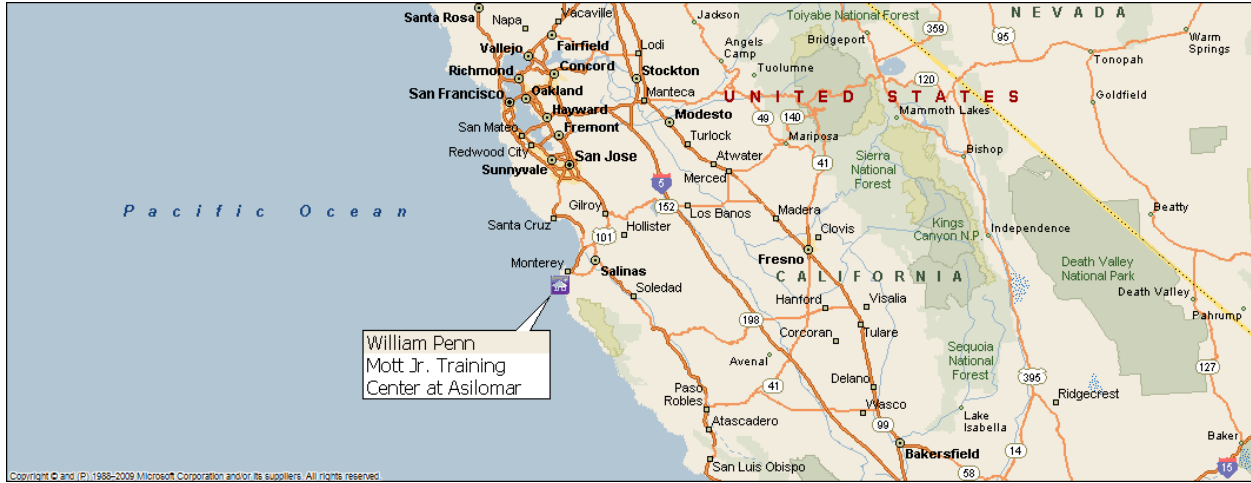 NEVADA
Toiyabe National Forest
Santa Rosa
Napa
Vacaville
Jackson
359
95
Warm
Springs
Vallejo
Fairfield
Lodi
Angels
Camp
Bridgeport
Tonopah
Richmond
Concord
Stockton
Tuolumne
120
San Francisco
Oakland
Manteca
UNITED STATES
Goldfield
Hayward
Modesto
49
140
Mammoth Lakes
San Mateo
Fremont
Turlock
Mariposa
Redwood City
San Jose
Atwater
41
Sierra
National
Forest
Bishop
Sunnyvale
Merced
5
Pacific Ocean
Gilroy
152
Los Banos
Madera
Beatty
Santa Cruz
101
Hollister
Clovis
Kings
Canyon N.P.
Independence
Monterey
Salinas
Fresno
CALIFORNIA
Death Valley
National Park
Soledad
Hanford
Visalia
Death Valley
Pahrump
198
Corcoran
Tulare
William Penn
Mott Jr. Training
Center at Asilomar
Avenal
Sequoia
National
Forest
127
Paso
Robles
41
Delano
395
Ridgecrest
Wasco
Atascadero
99
Lake
Isabella
Bakersfield
14
Baker
San Luis Obispo
58
15
Copyright © and (P) 1988–2009 Microsoft Corporation and/or its suppliers. All rights reserved.